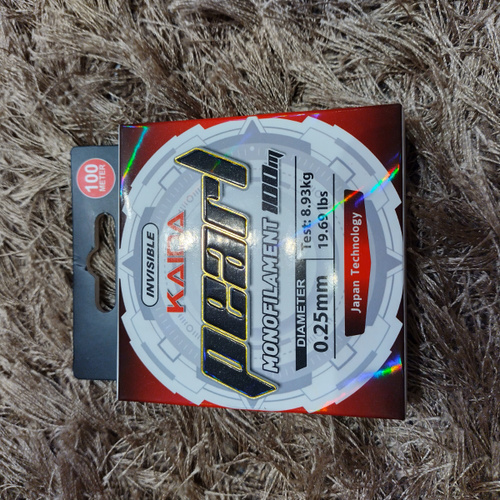 100
METER
INVISIBLE
KAIDA
pearl
MONOFILAMENT 100m
DIAMETER
0.25mm
Test: 8.93kg
19.69 lbs
Japan Technology